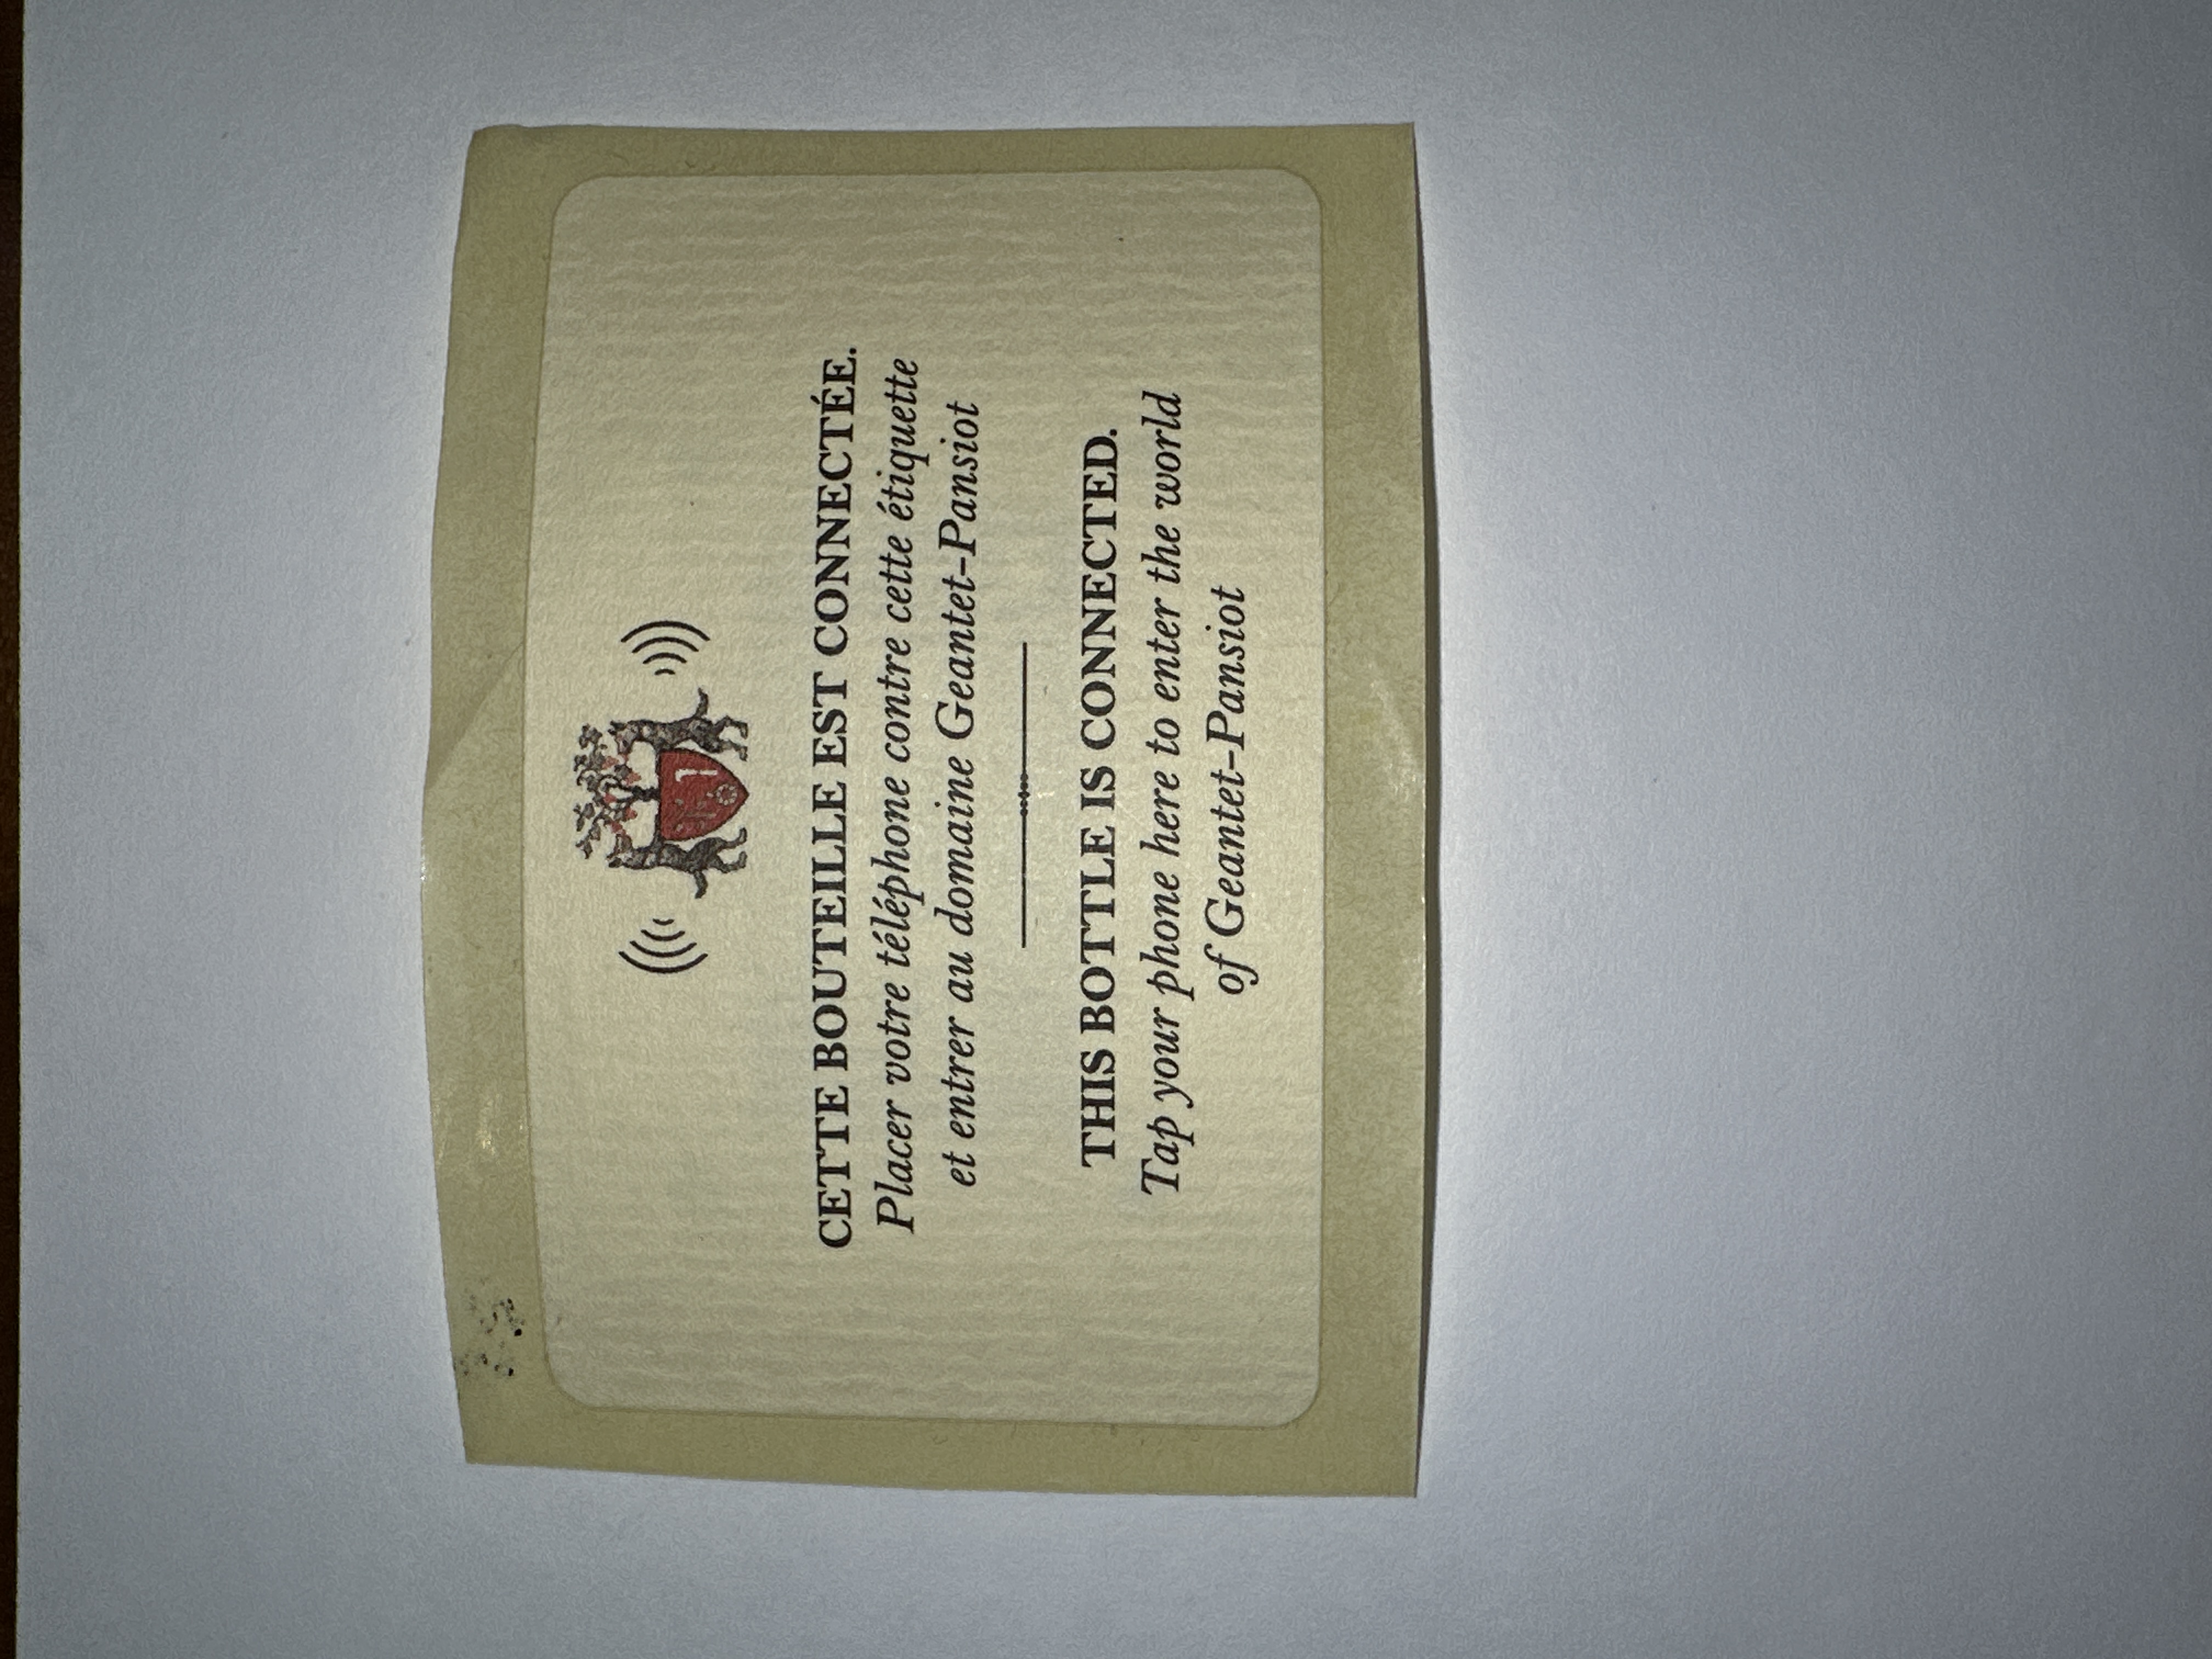 CETTE BOUTEILLE EST CONNECTÉE.
Placer votre téléphone contre cette étiquette
et entrer au domaine Geantet-Pansiot
THIS BOTTLE IS CONNECTED.
Tap your phone here to enter the world
of Geantet-Pansiot